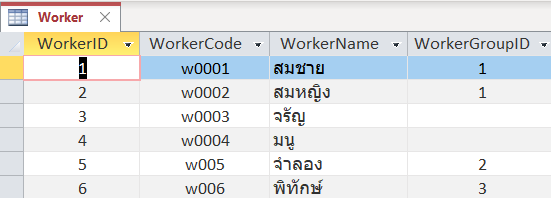 Worker
WorkerID WorkerCode WorkerName WorkerGroupID
1 w0001 สมชาย 1
2 w0002 สมหญิง 1
3 w0003 จรัญ
4 w0004 มนู
5 w005 จำลอง 2
6 w006 พิทักษ์ 3